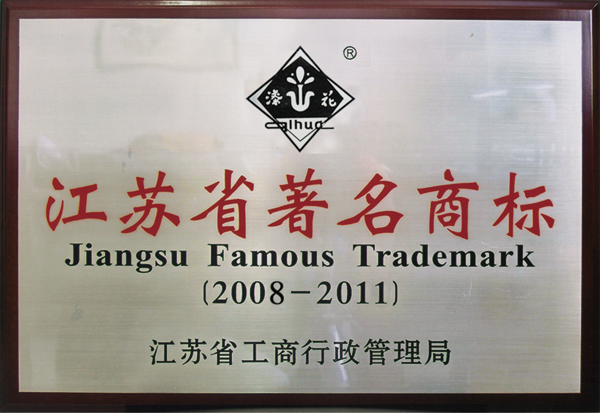 ®
漆花
qihua
江苏省著名商标
Jiangsu Famous Trademark
(2008-2011)
江苏省工商行政管理局